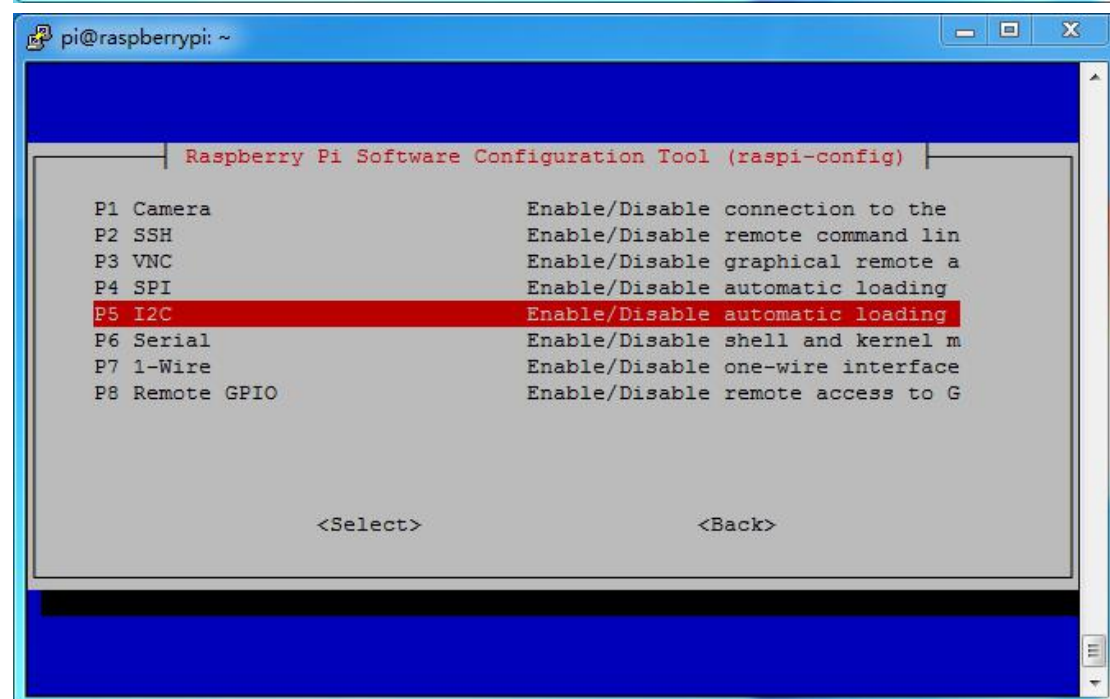 pi@raspberrypi: ~
Raspberry Pi Software Configuration Tool (raspi-config)
P1 Camera Enable/Disable connection to the
P2 SSH Enable/Disable remote command lin
P3 VNC Enable/Disable graphical remote a
P4 SPI Enable/Disable automatic loading
P5 I2C Enable/Disable automatic loading
P6 Serial Enable/Disable shell and kernel m
P7 1-Wire Enable/Disable one-wire interface
P8 Remote GPIO Enable/Disable remote access to G
<Select> <Back>